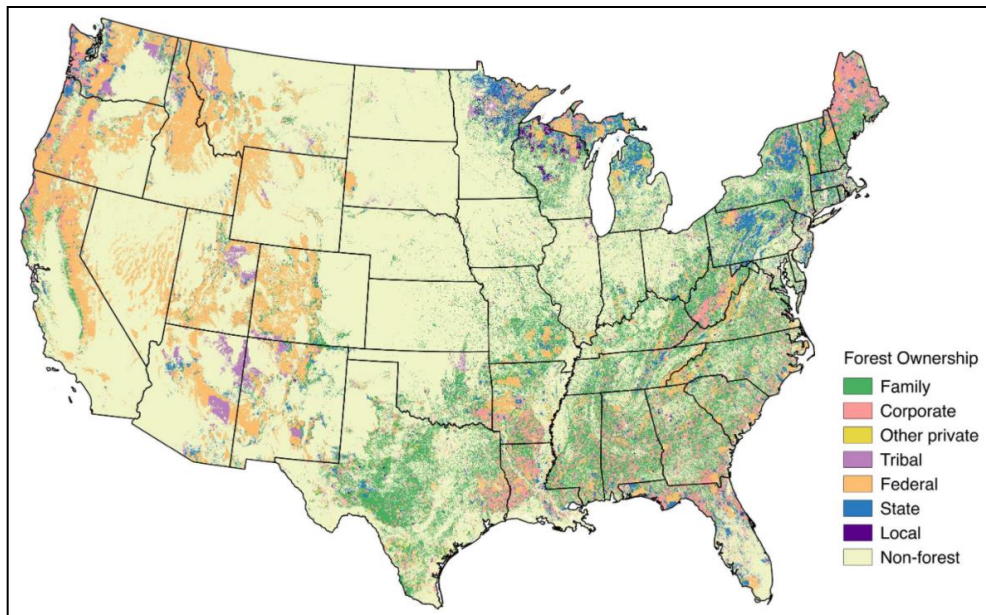 Forest Ownership
Family
Corporate
Other private
Tribal
Federal
State
Local
Non-forest